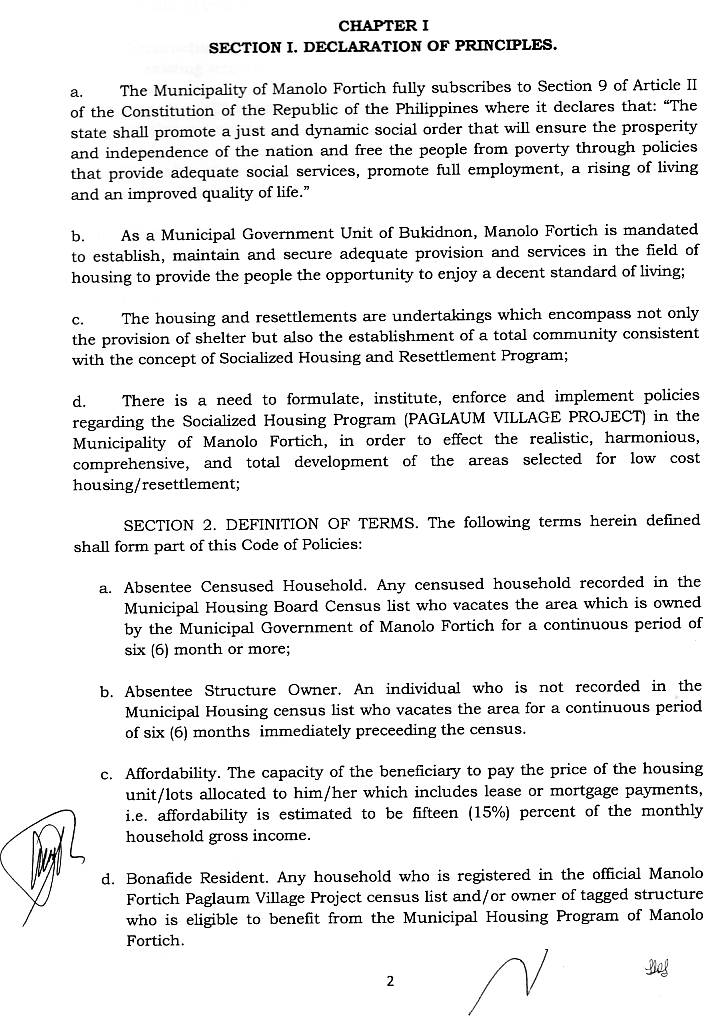 CHAPTER I
SECTION I. DECLARATION OF PRINCIPLES.
a. The Municipality of Manolo Fortich fully subscribes to Section 9 of Article II
of the Constitution of the Republic of the Philippines where it declares that: “The
state shall promote a just and dynamic social order that will ensure the prosperity
and independence of the nation and free the people from poverty through policies
that provide adequate social services, promote full employment, a rising of living
and an improved quality of life.”
b. As a Municipal Government Unit of Bukidnon, Manolo Fortich is mandated
to establish, maintain and secure adequate provision and services in the field of
housing to provide the people the opportunity to enjoy a decent standard of living;
c. The housing and resettlements are undertakings which encompass not only
the provision of shelter but also the establishment of a total community consistent
with the concept of Socialized Housing and Resettlement Program;
d. There is a need to formulate, institute, enforce and implement policies
regarding the Socialized Housing Program (PAGLAUM VILLAGE PROJECT) in the
Municipality of Manolo Fortich, in order to effect the realistic, harmonious,
comprehensive, and total development of the areas selected for low cost
housing/resettlement;
SECTION 2. DEFINITION OF TERMS. The following terms herein defined
shall form part of this Code of Policies:
a. Absentee Censused Household. Any censused household recorded in the
Municipal Housing Board Census list who vacates the area which is owned
by the Municipal Government of Manolo Fortich for a continuous period of
six (6) month or more;
b. Absentee Structure Owner. An individual who is not recorded in the
Municipal Housing census list who vacates the area for a continuous period
of six (6) months immediately preceeding the census.
c. Affordability. The capacity of the beneficiary to pay the price of the housing
unit/lots allocated to him/her which includes lease or mortgage payments,
i.e. affordability is estimated to be fifteen (15%) percent of the monthly
household gross income.
d. Bonafide Resident. Any household who is registered in the official Manolo
Fortich Paglaum Village Project census list and/or owner of tagged structure
who is eligible to benefit from the Municipal Housing Program of Manolo
Fortich.
2